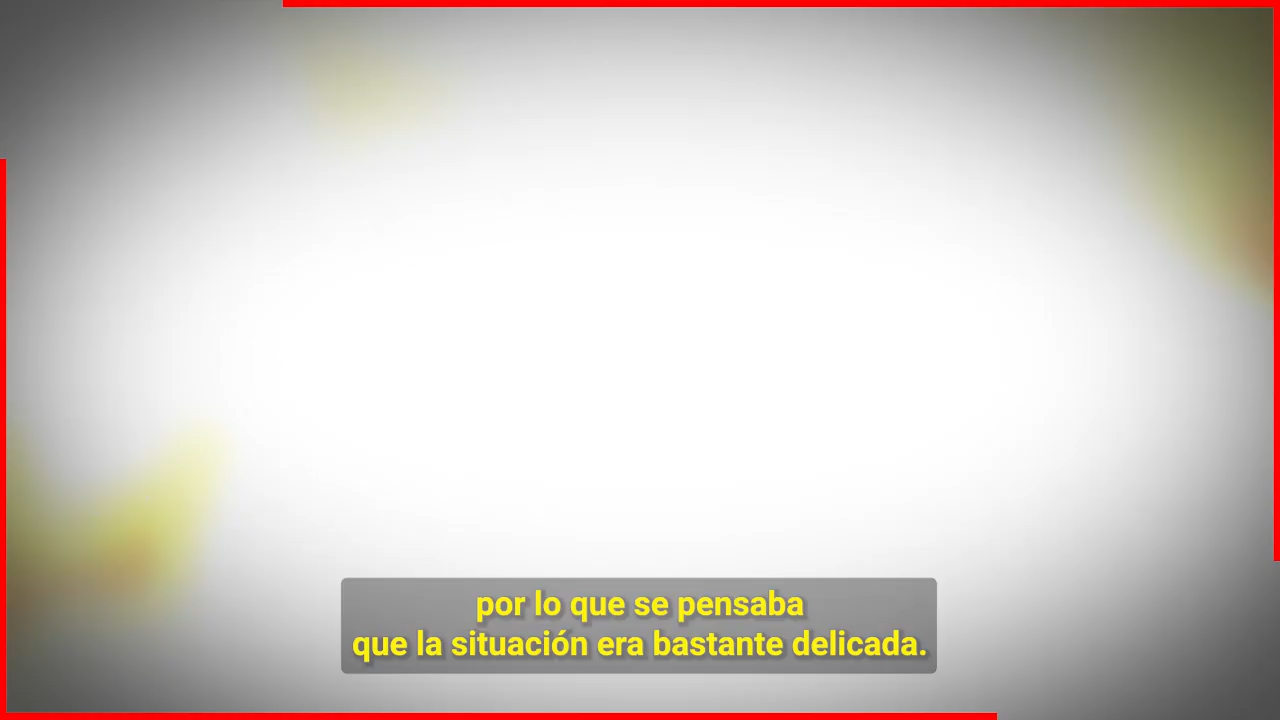 por lo que se pensaba
que la situación era bastante delicada.